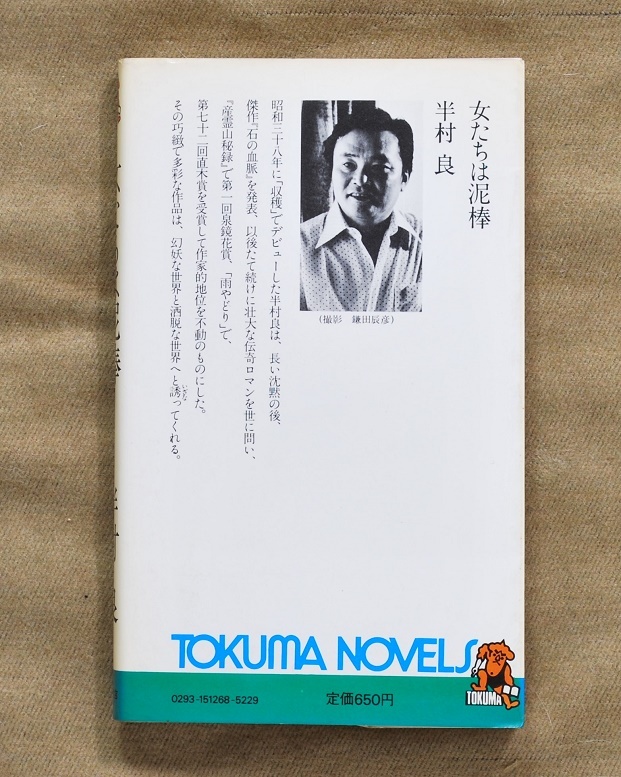 女たちは泥棒
半村 良
(撮影 鎌田辰彦)
昭和三十八年に「収穫」でデビューした半村良は、長い沈黙の後、
傑作『石の血脈』を発表、以後たて続けに壮大な伝奇ロマンを世に問い、
『産霊山秘録』で第一回泉鏡花賞、「雨やどり」で、
第七十二回直木賞を受賞して作家的地位を不動のものにした。
その巧緻で多彩な作品は、幻妖な世界と洒脱な世界へと誘ってくれる。
いざな
TOKUMA NOVELS
TOKUMA
0293-151268-5229
定価650円